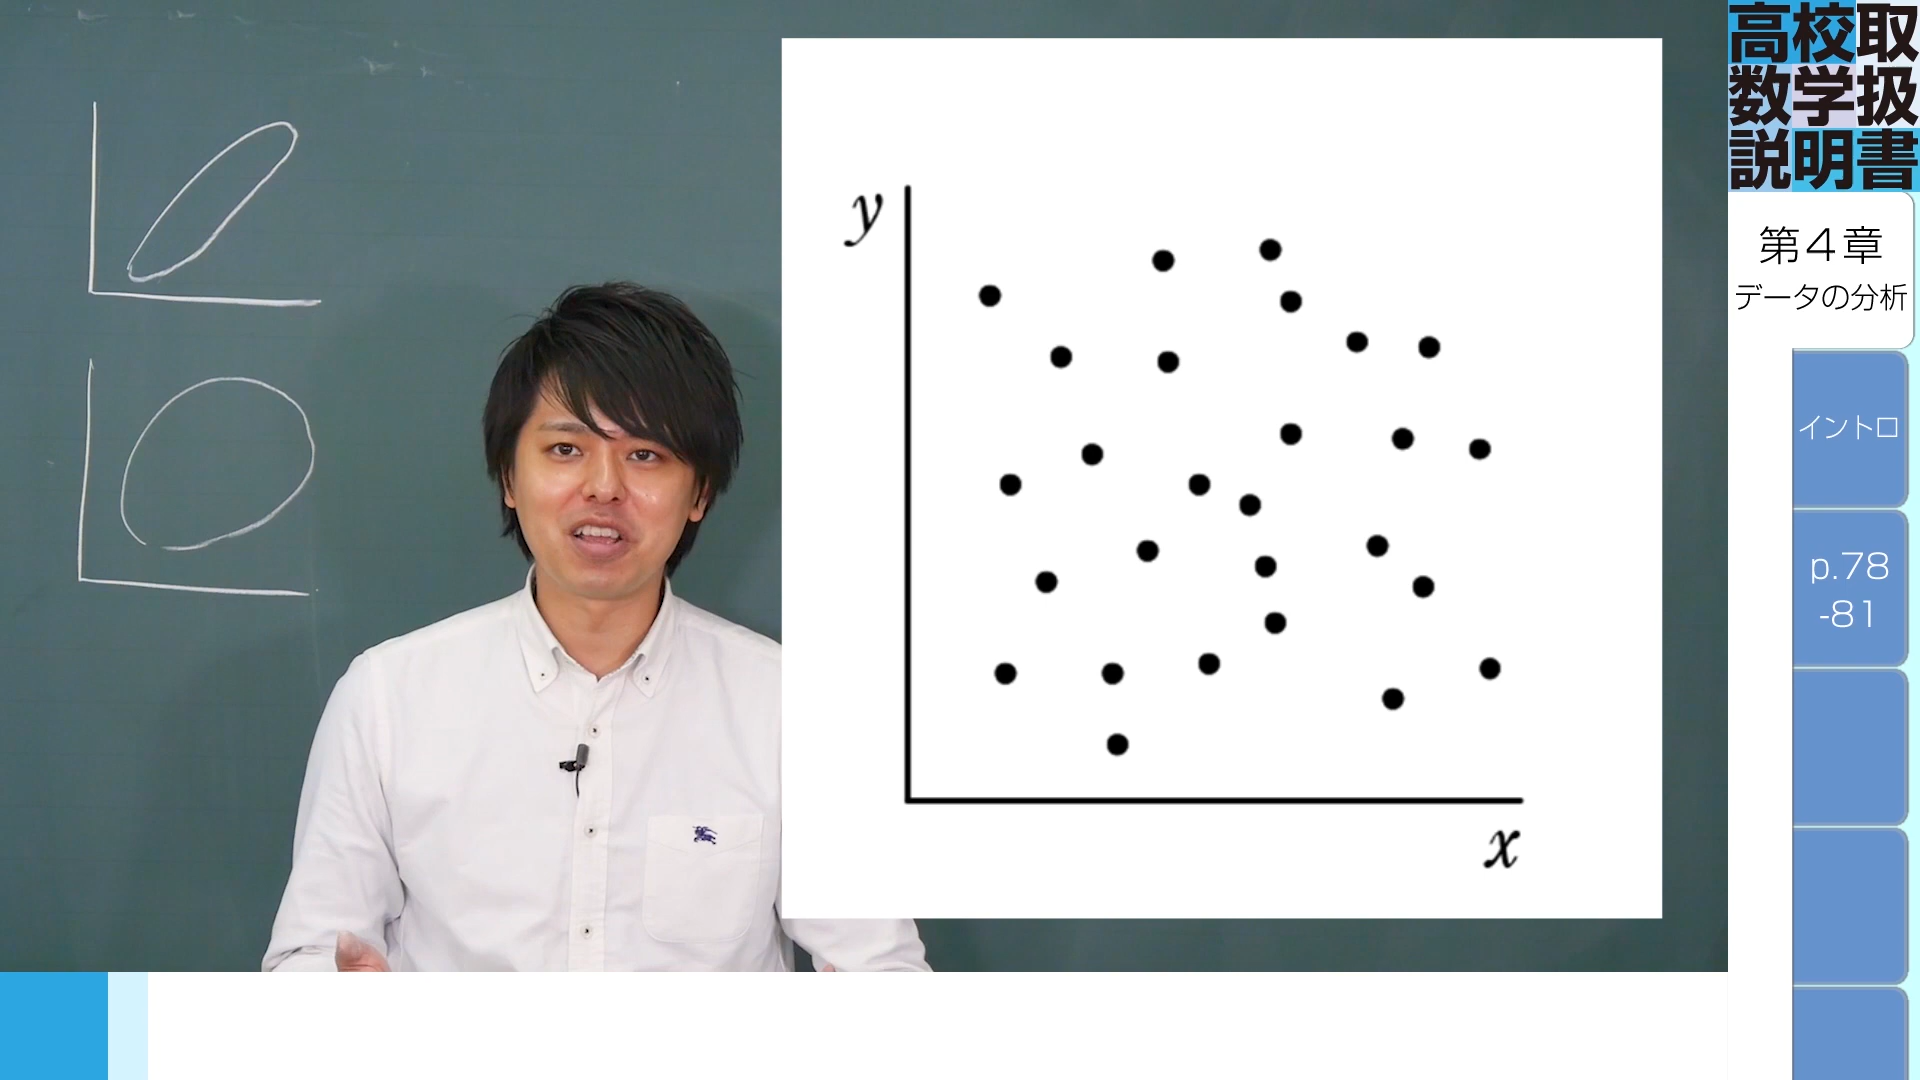 高校取
数学扱
説明書
第4章
データの分析
イントロ
p.78
-81
y
x